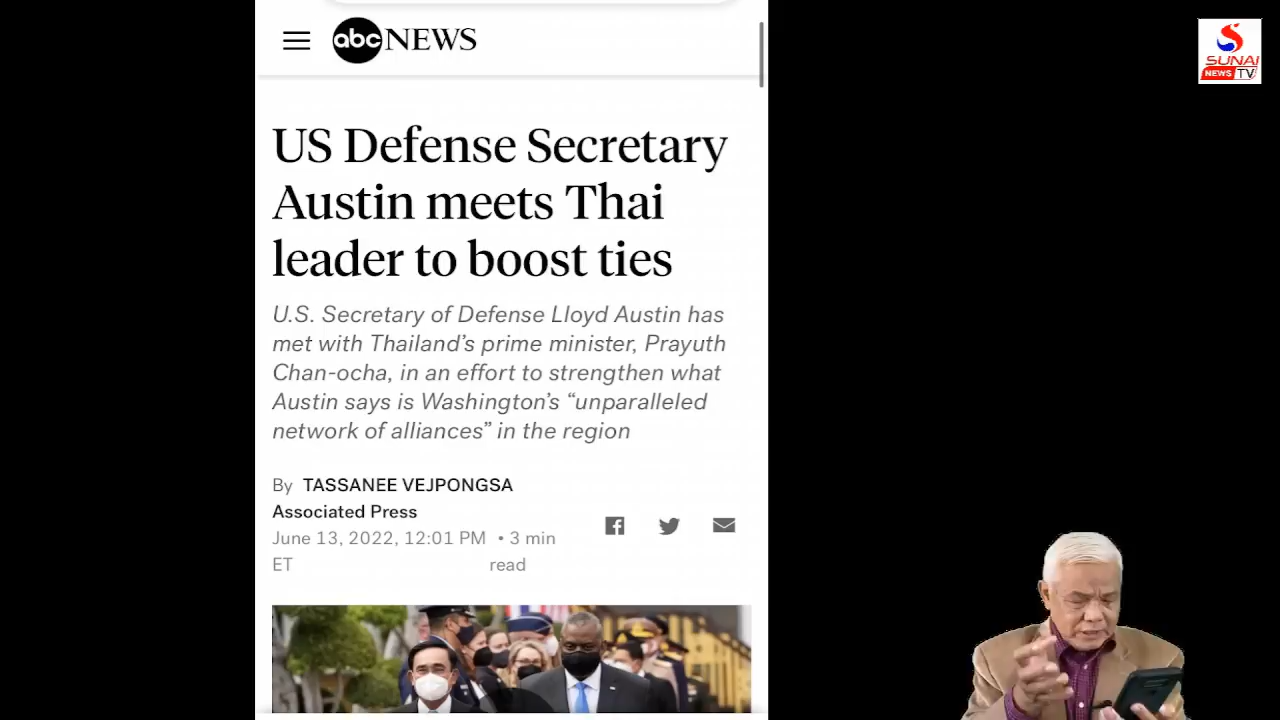 abc NEWS
SUNAI
NEWS TV
US Defense Secretary
Austin meets Thai
leader to boost ties
U.S. Secretary of Defense Lloyd Austin has
met with Thailand’s prime minister, Prayuth
Chan-ocha, in an effort to strengthen what
Austin says is Washington’s “unparalleled
network of alliances” in the region
By TASSANEE VEJPONGSA
Associated Press
June 13, 2022, 12:01 PM • 3 min
ET read